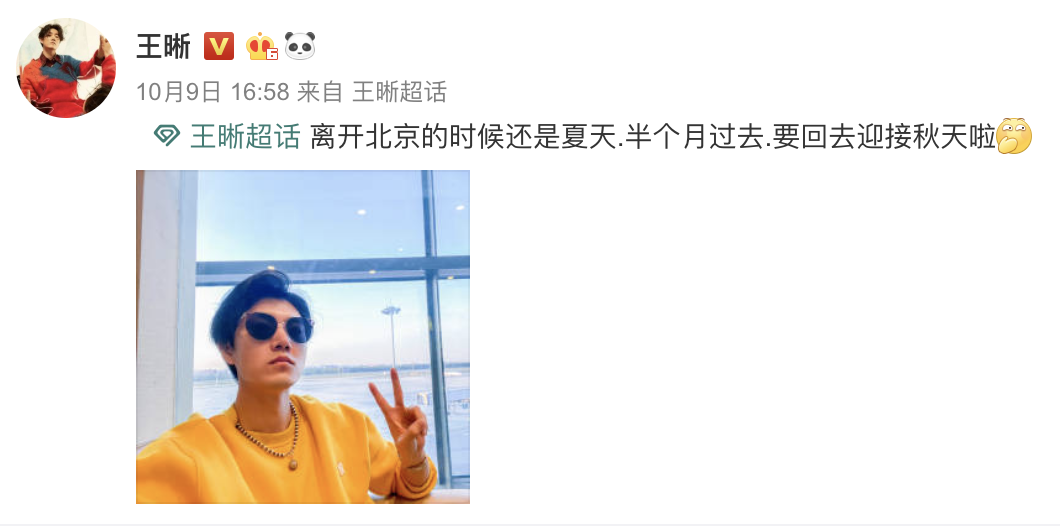 王晰 V 6
10月9日 16:58 来自 王晰超话
王晰超话 离开北京的时候还是夏天.半个月过去.要回去迎接秋天啦